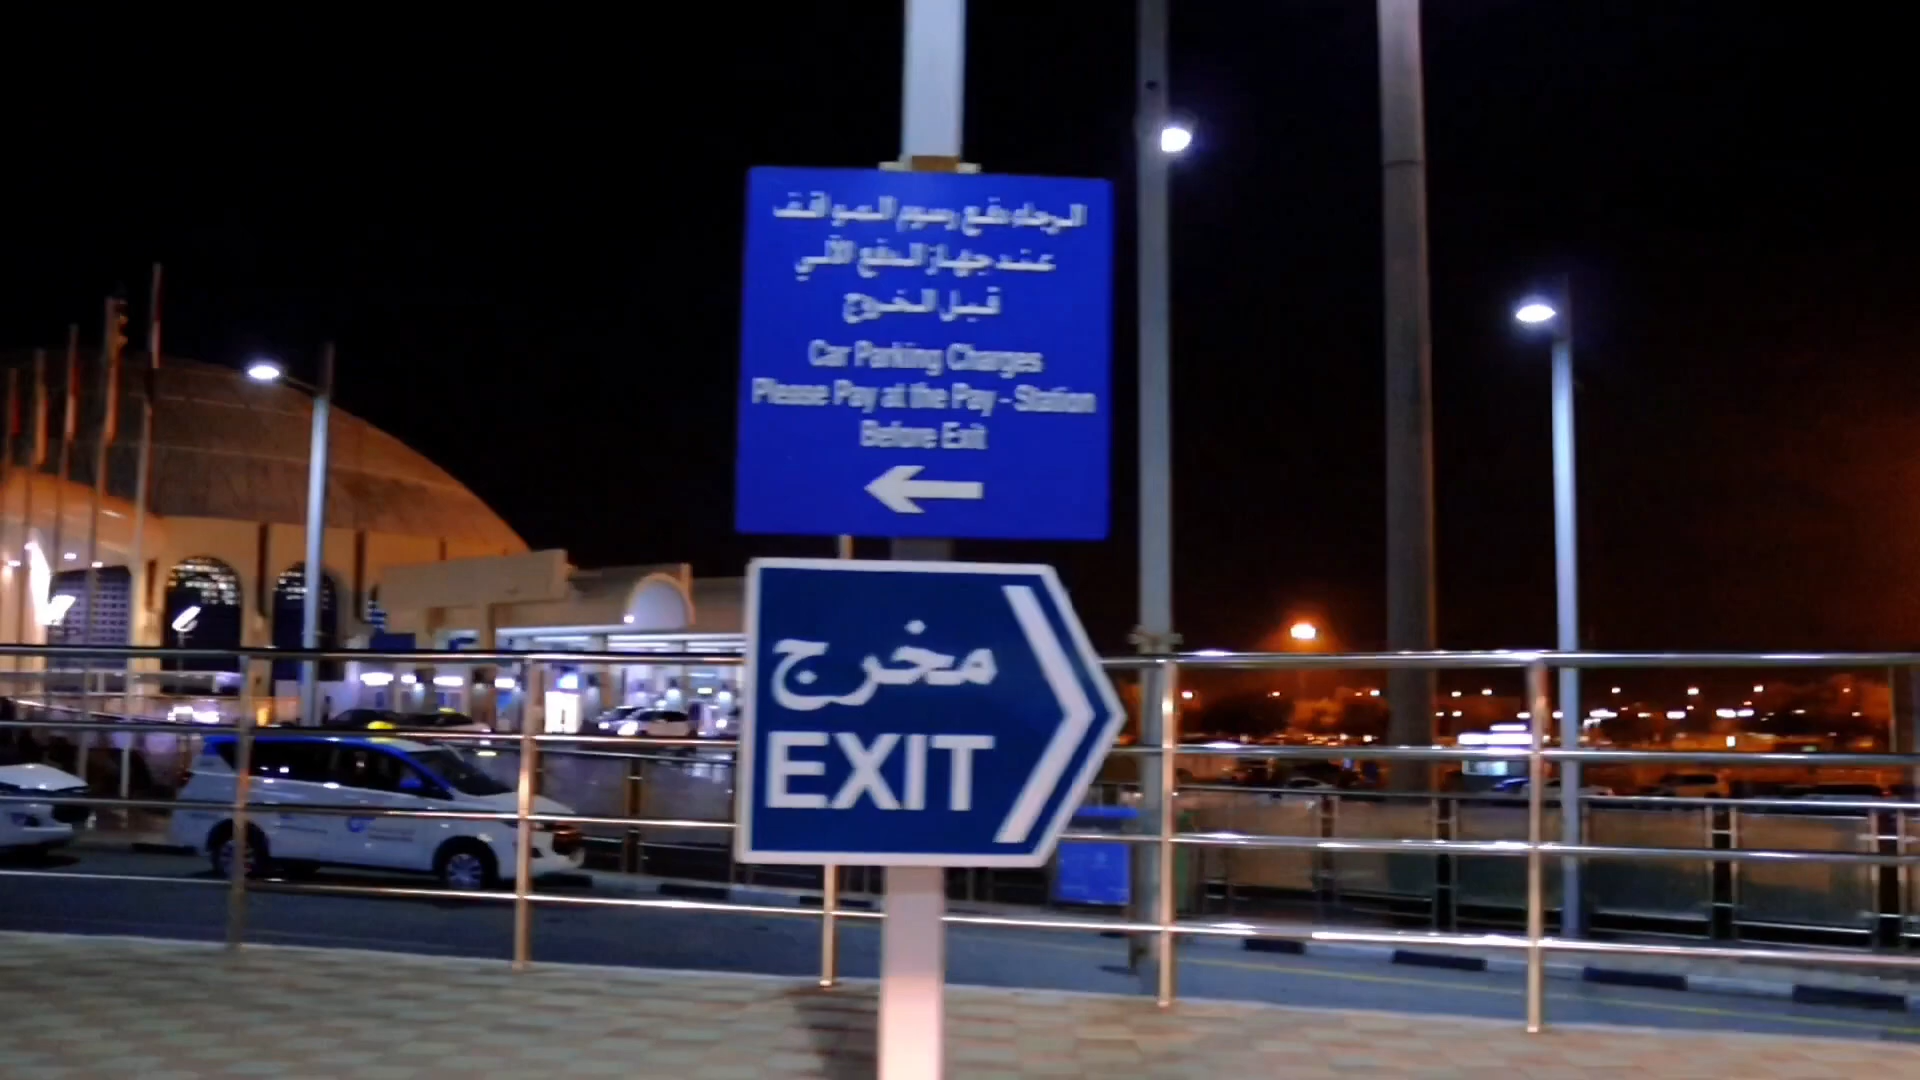 الرجاء دفع رسوم المواقف
عند جهاز الدفع الآلي
قبل الخروج
Car Parking Charges
Please Pay at the Pay - Station
Before Exit
مخرج
EXIT